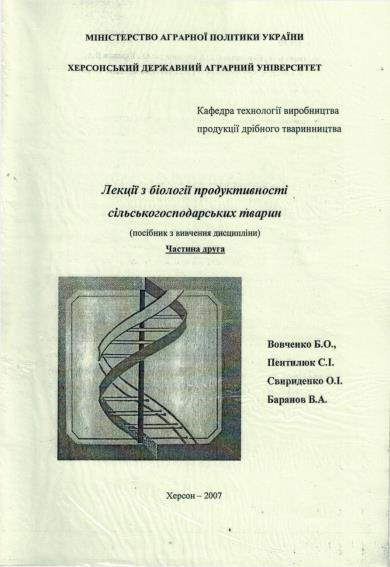 МІНІСТЕРСТВО АГРАРНОЇ ПОЛІТИКИ УКРАЇНИ
ХЕРСОНСЬКИЙ ДЕРЖАВНИЙ АГРАРНИЙ УНІВЕРСИТЕТ
Кафедра технології виробництва
продукції дрібного тваринництва
Лекції з біології продуктивності
сільськогосподарських тварин
(посібник з вивчення дисципліни)
Частина друга
Вовченко Б.О.,
Пентилюк С.І.
Свириденко О.І.
Баранов В.А.
Херсон – 2007